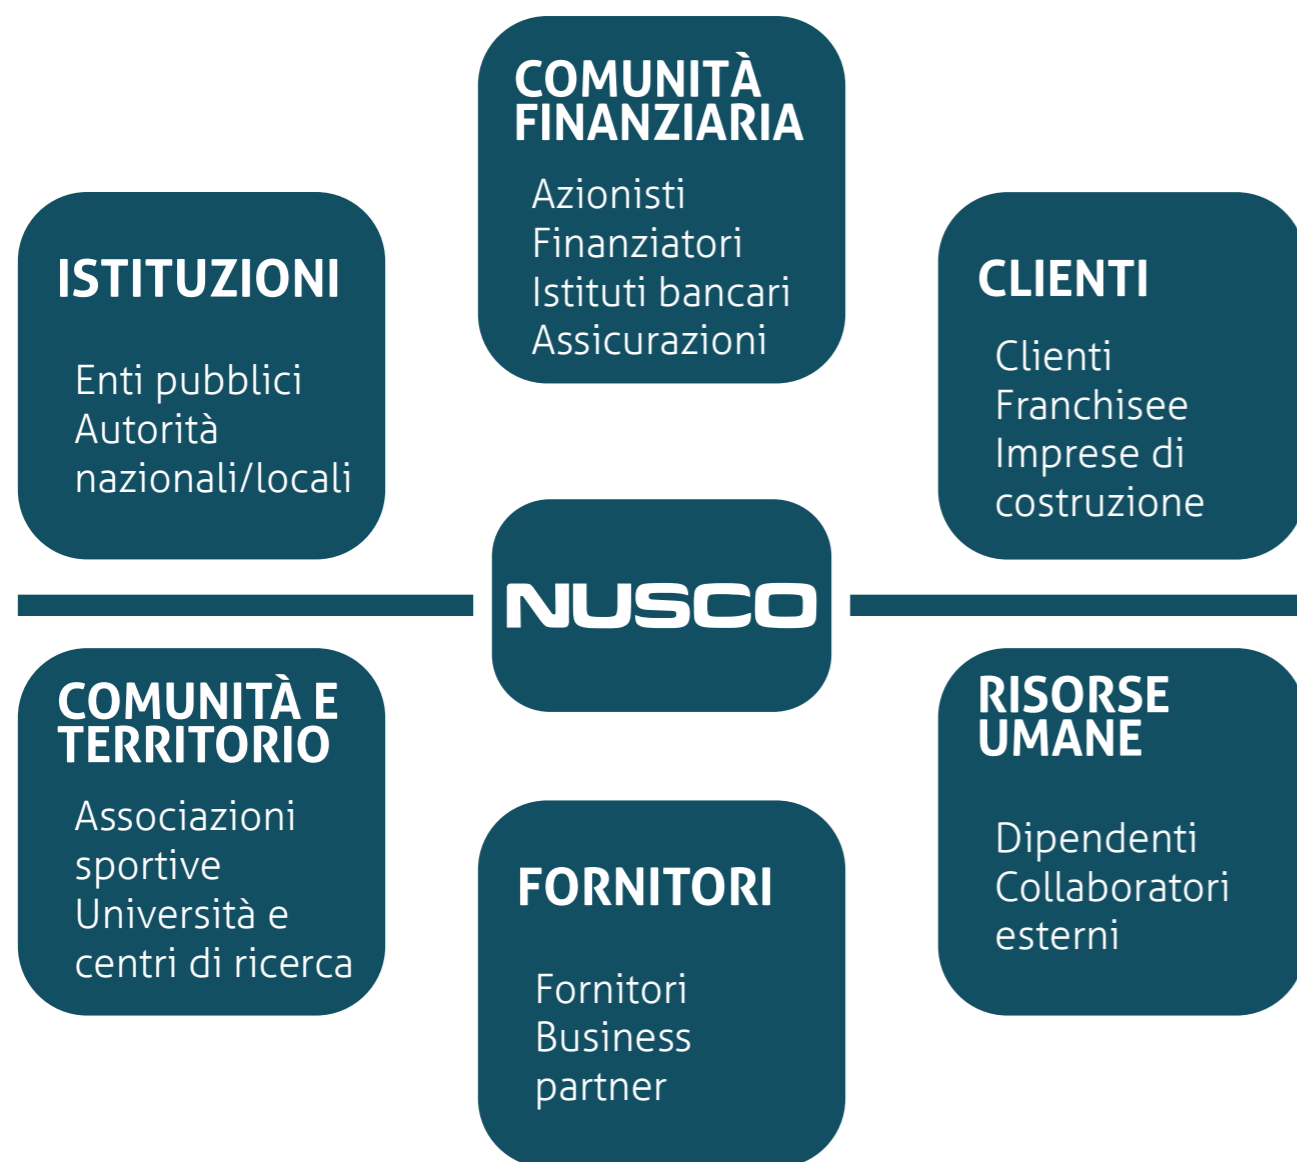 COMUNITÀ
FINANZIARIA
Azionisti
Finanziatori
Istituti bancari
Assicurazioni
ISTITUZIONI
Enti pubblici
Autorità
nazionali/locali
CLIENTI
Clienti
Franchisee
Imprese di
costruzione
NUSCO
COMUNITÀ E
TERRITORIO
Associazioni
sportive
Università e
centri di ricerca
FORNITORI
Fornitori
Business
partner
RISORSE
UMANE
Dipendenti
Collaboratori
esterni